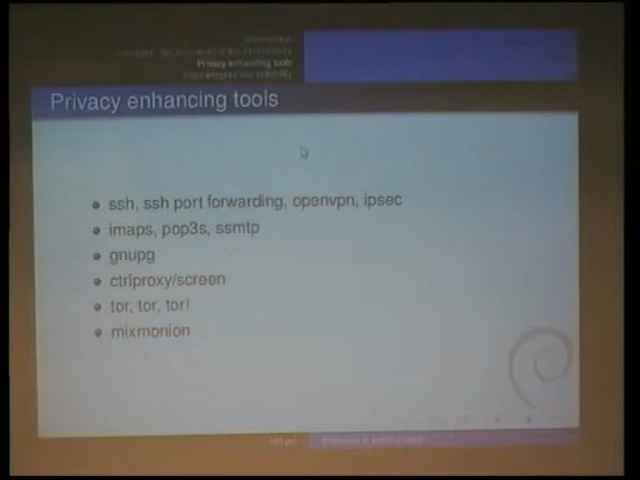 Privacy enhancing tools
Privacy enhancing tools
ssh, ssh port forwarding, openvpn, ipsec
imaps, pop3s, ssmtp
gnupg
ctrlproxy/screen
tor, tor, tor!
mixmonion